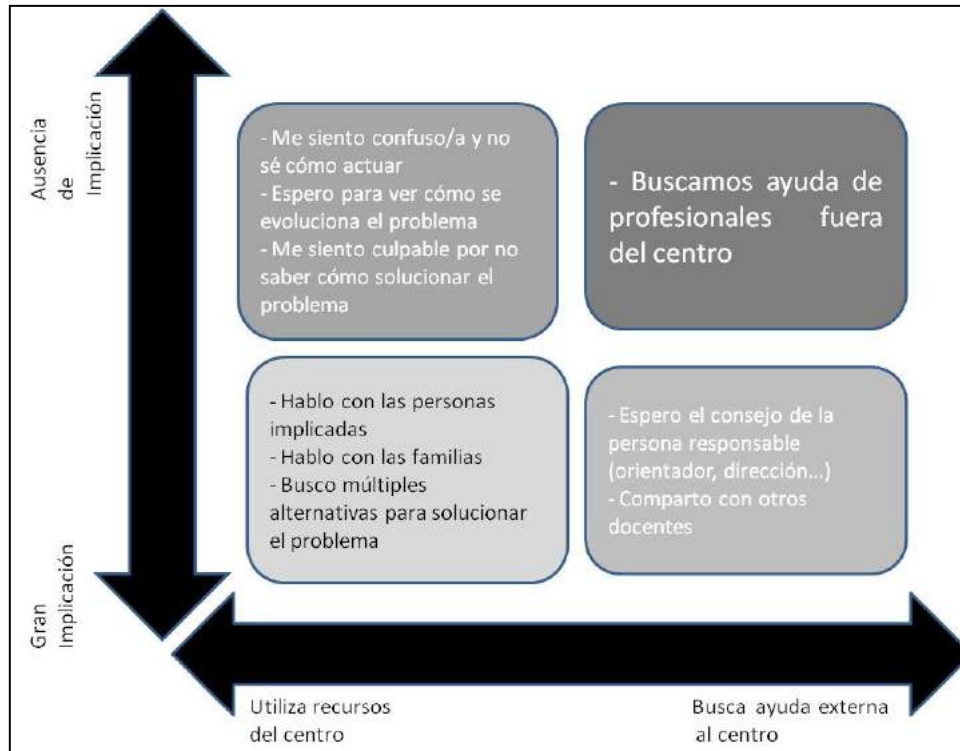 Ausencia
de
Implicación
- Me siento confuso/a y no
sé cómo actuar
- Espero para ver cómo se
evoluciona el problema
- Me siento culpable por no
saber cómo solucionar el
problema
- Buscamos ayuda de
profesionales fuera
del centro
Gran
Implicación
- Hablo con las personas
implicadas
- Hablo con las familias
- Busco múltiples
alternativas para solucionar
el problema
- Espero el consejo de la
persona responsable
(orientador, dirección...)
- Comparto con otros
docentes
Utiliza recursos
del centro
Busca ayuda externa
al centro